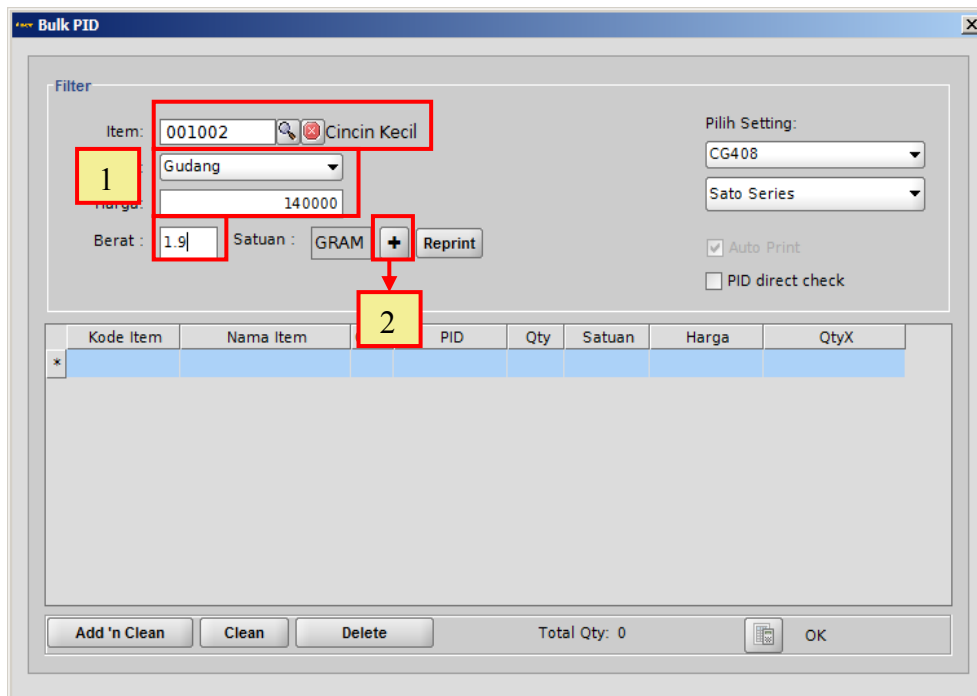 Bulk PID
Filter
Item: 001002 Cincin Kecil
Pilih Setting:
1
: Gudang
CG408
Harga: 140000
Sato Series
Berat : 1.9 Satuan : GRAM + Reprint
Auto Print
PID direct check
2
Kode Item Nama Item PID Qty Satuan Harga QtyX
*
Add 'n Clean Clean Delete Total Qty: 0 OK